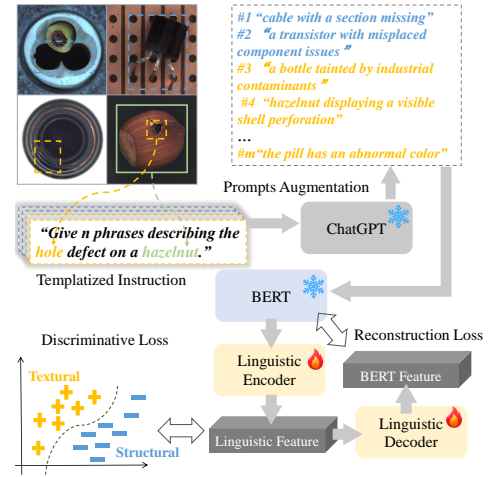 #1 “cable with a section missing”
#2 “a transistor with misplaced
component issues”
#3 “a bottle tainted by industrial
contaminants”
#4 “hazelnut displaying a visible
shell perforation”
...
#m“the pill has an abnormal color”
Prompts Augmentation
“Give n phrases describing the
hole defect on a hazelnut.”
ChatGPT
Templatized Instruction
BERT
Discriminative Loss
Reconstruction Loss
Linguistic
Encoder
BERT Feature
Textural
Linguistic Feature
Linguistic
Decoder
Structural